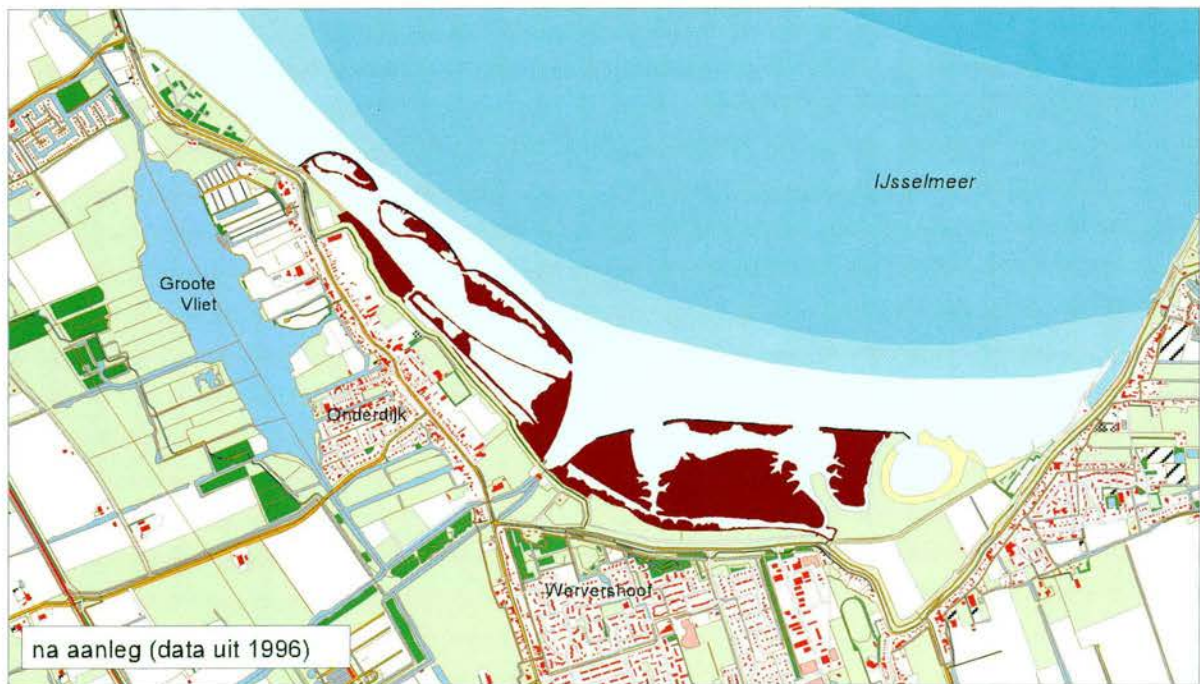 IJsselmeer
Groote
Vliet
Onderdijk
Wervershoof
na aanleg (data uit 1996)